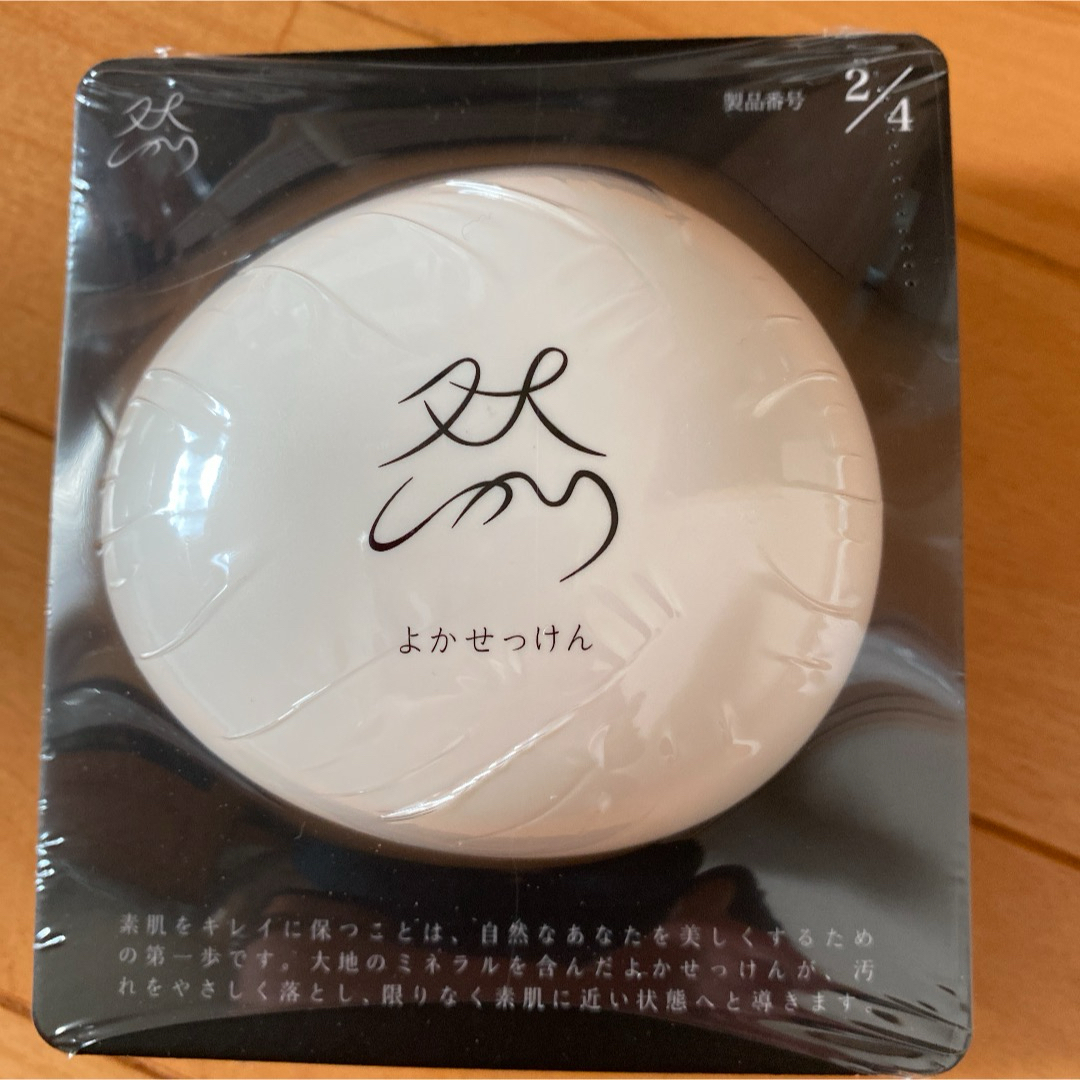 然
製品番号 2/4
然
よかせっけん
素肌をキレイに保つことは、自然なあなたを美しくするため
の第一歩です。大地のミネラルを含んだよかせっけんが、汚
れをやさしく落とし、限りなく素肌に近い状態へと導きます。